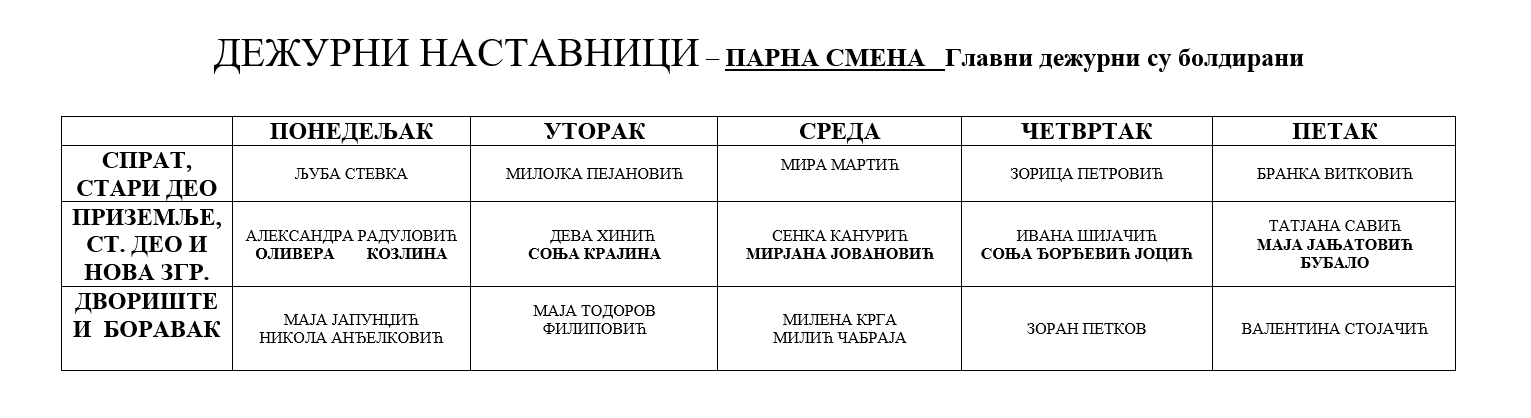 ДЕЖУРНИ НАСТАВНИЦИ – ПАРНА СМЕНА Главни дежурни су болдирани
ПОНЕДЕЉАК УТОРАК СРЕДА ЧЕТВРТАК ПЕТАК
СПРАТ,
СТАРИ ДЕО
ЉУБА СТЕВКА
МИЛОЈКА ПЕЈАНОВИЋ
МИРА МАРТИЋ
ЗОРИЦА ПЕТРОВИЋ
БРАНКА ВИТКОВИЋ
ПРИЗЕМЉЕ,
СТ. ДЕО И
НОВА ЗГР.
АЛЕКСАНДРА РАДУЛОВИЋ
ОЛИВЕРА КОЗЛИНА
ДЕВА ХИНИЋ
СОЊА КРАЈИНА
СЕНКА КАНУРИЋ
МИРЈАНА ЈОВАНОВИЋ
ИВАНА ШИЈАЧИЋ
СОЊА ЂОРЂЕВИЋ ЈОЦИЋ
ТАТЈАНА САВИЋ
МАЈА ЈАЊАТОВИЋ
БУБАЛО
ДВОРИШТЕ
И БОРАВАК
МАЈА ЈАПУНЏИЋ
НИКОЛА АНЂЕЛКОВИЋ
МАЈА ТОДОРОВ
ФИЛИПОВИЋ
МИЛЕНА КРГА
МИЛИЋ ЧАБРАЈА
ЗОРАН ПЕТКОВ
ВАЛЕНТИНА СТОЈАЧИЋ